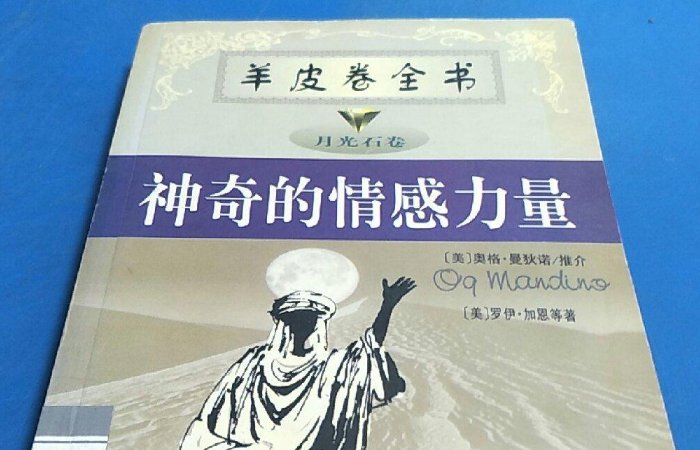 羊皮卷全书
月光石卷
神奇的情感力量
〔美〕奥格·曼狄诺/推介
Og Mandino
〔美〕罗伊·加恩等著